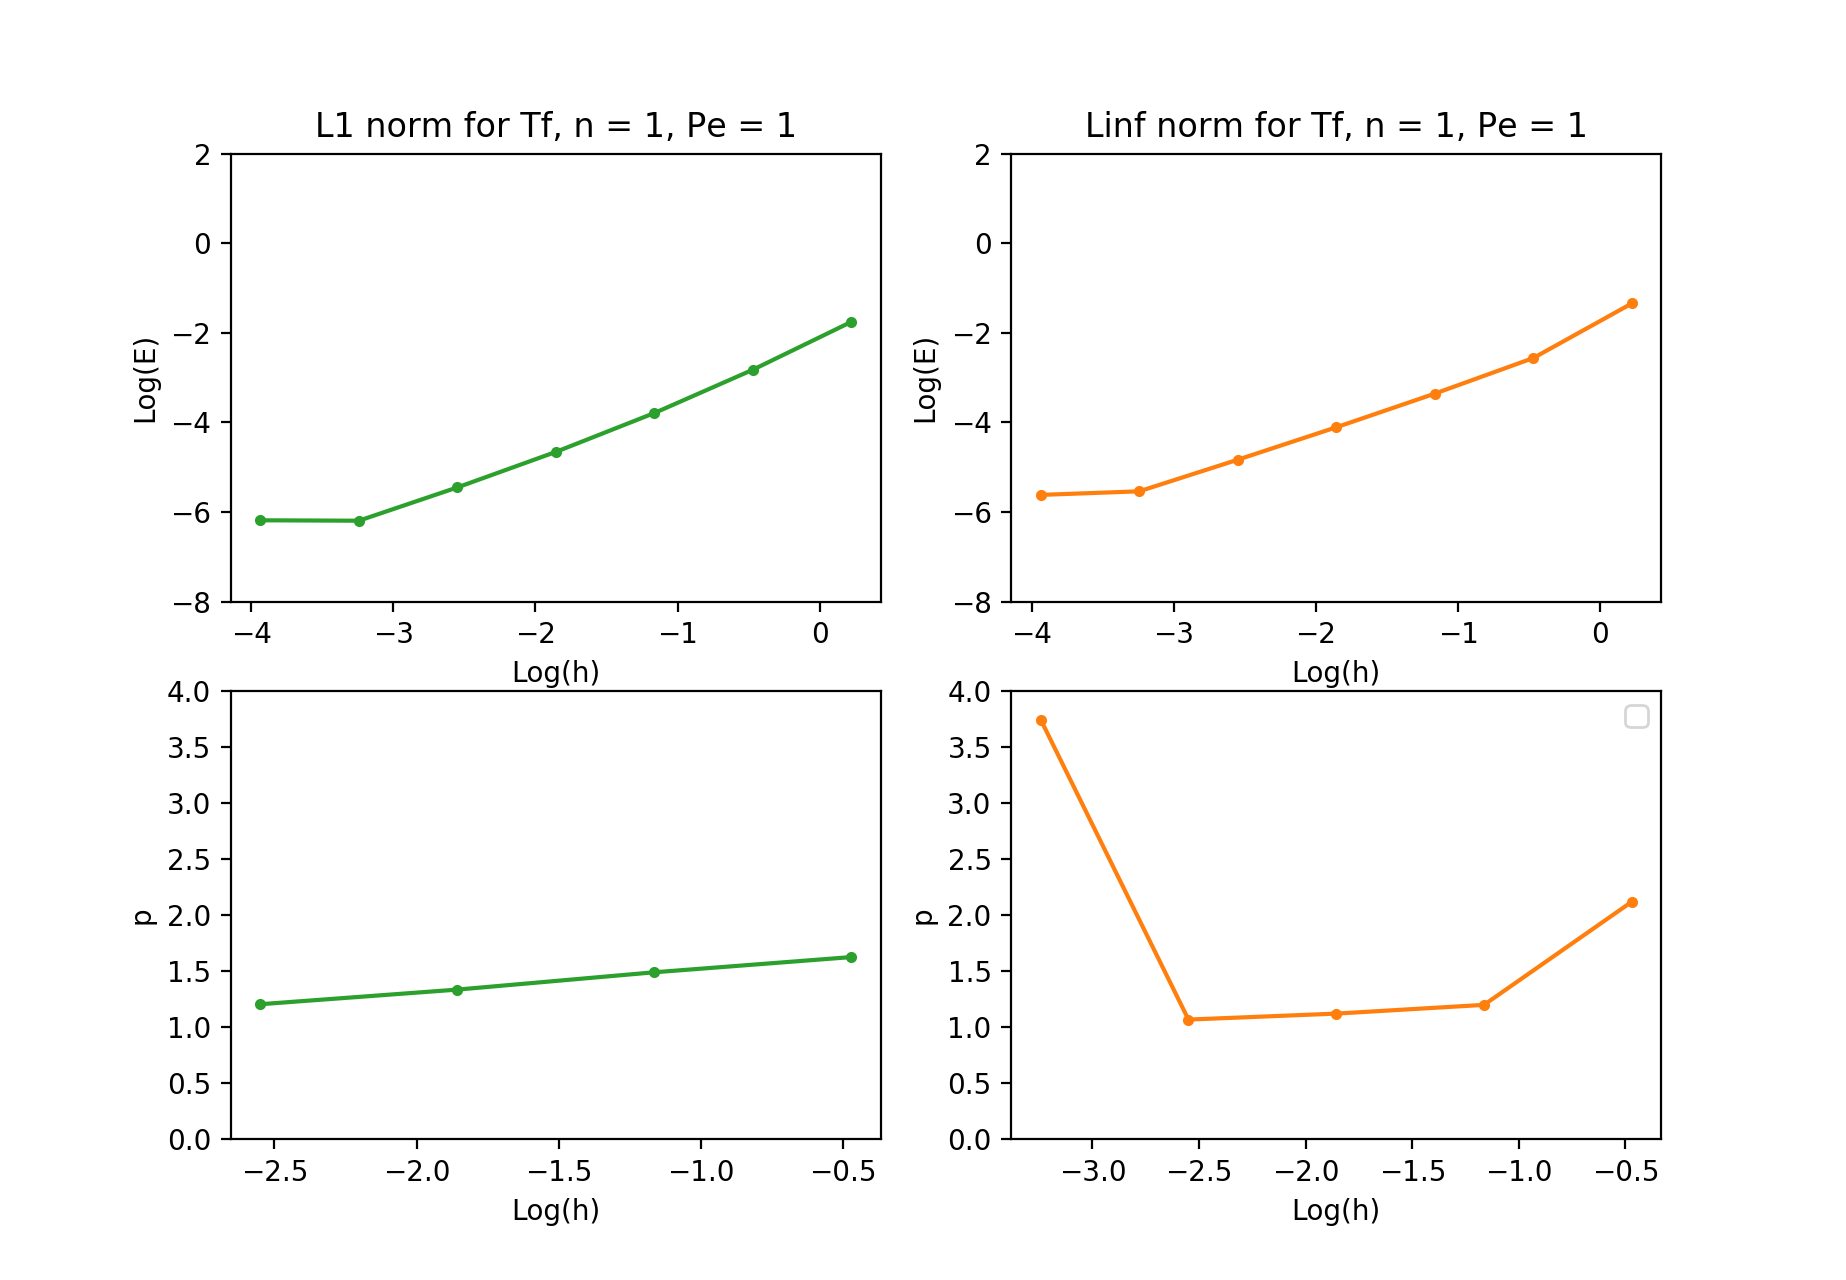 L1 norm for Tf, n = 1, Pe = 1
2
0
−2
−4
−6
−8
Log(E)
−4 −3 −2 −1 0
Log(h)
Linf norm for Tf, n = 1, Pe = 1
2
0
−2
−4
−6
−8
Log(E)
−4 −3 −2 −1 0
Log(h)
4.0
3.5
3.0
2.5
2.0
1.5
1.0
0.5
0.0
p
−2.5 −2.0 −1.5 −1.0 −0.5
Log(h)
4.0
3.5
3.0
2.5
2.0
1.5
1.0
0.5
0.0
p
−3.0 −2.5 −2.0 −1.5 −1.0 −0.5
Log(h)